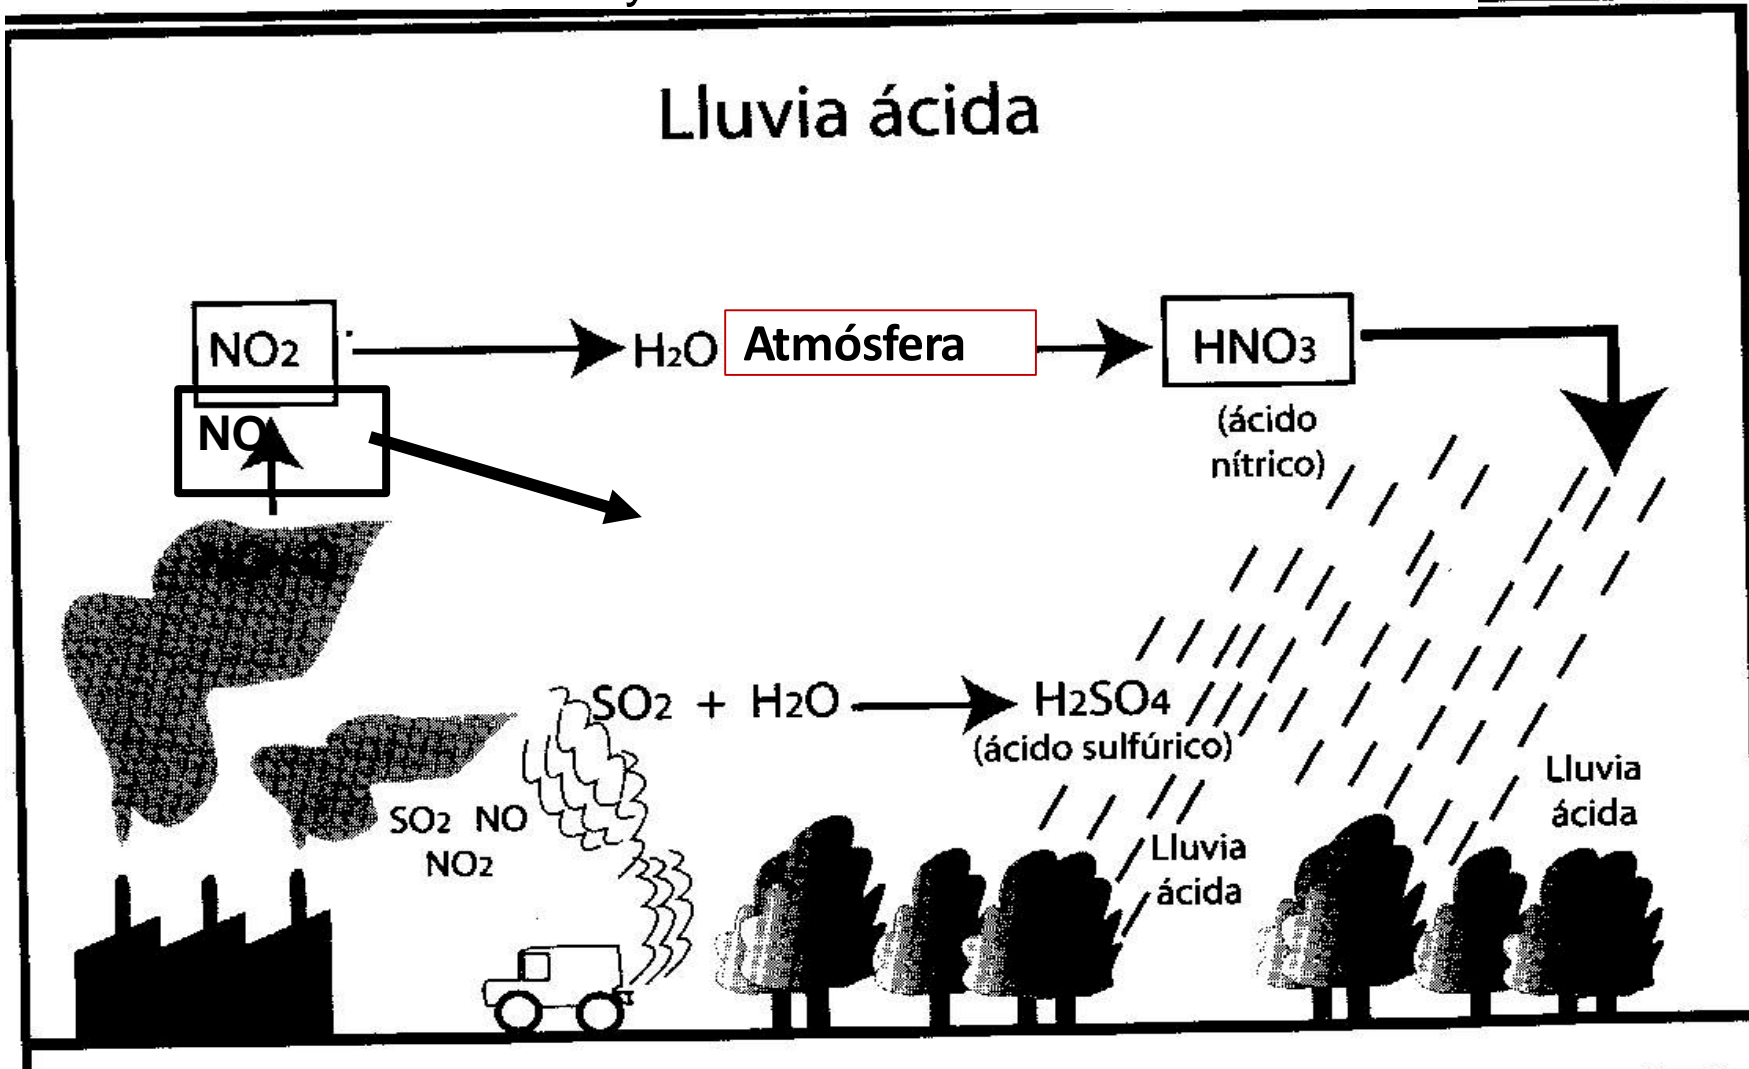 Lluvia ácida
NO2 H2O Atmósfera HNO3
NO
(ácido
nítrico)
SO2 + H2O H2SO4
(ácido sulfúrico)
SO2 NO
NO2
Lluvia
ácida
Lluvia
ácida